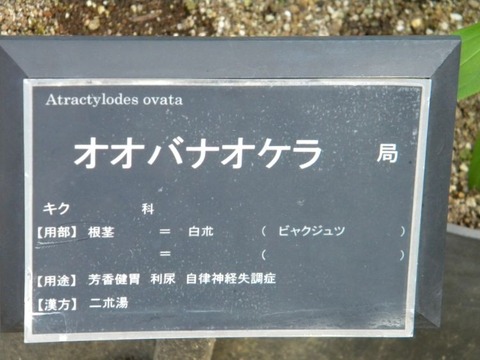 Atractylodes ovata
オオバナオケラ 局
キク 科
【用部】 根茎 ＝ 白朮 ( ビャクジュツ )
＝ ( )
【用途】 芳香健胃 利尿 自律神経失調症
【漢方】 二朮湯